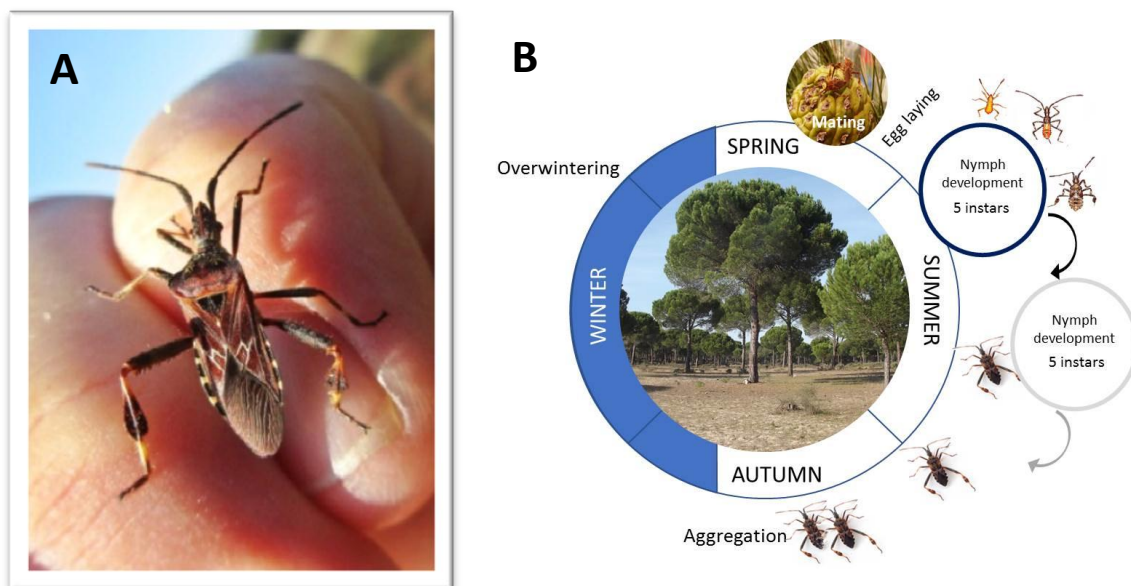 A
B
Mating
Egg laying
SPRING
Overwintering
Nymph
development
5 instars
WINTER
SUMMER
Nymph
development
5 instars
AUTUMN
Aggregation